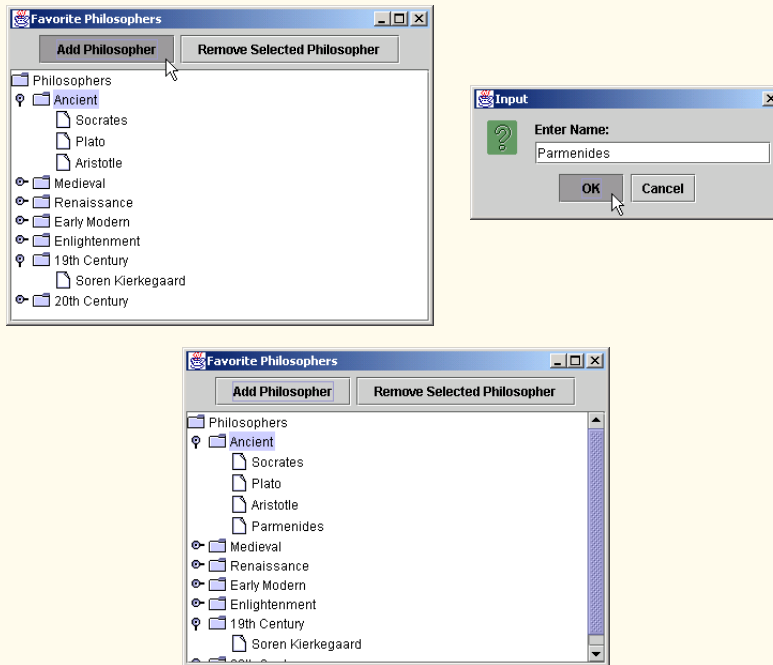 Favorite Philosophers
Add Philosopher Remove Selected Philosopher
Philosophers
Ancient
Socrates
Plato
Aristotle
Medieval
Renaissance
Early Modern
Enlightenment
19th Century
Soren Kierkegaard
20th Century
Input
Enter Name:
Parmenides
OK Cancel
Favorite Philosophers
Add Philosopher Remove Selected Philosopher
Philosophers
Ancient
Socrates
Plato
Aristotle
Parmenides
Medieval
Renaissance
Early Modern
Enlightenment
19th Century
Soren Kierkegaard